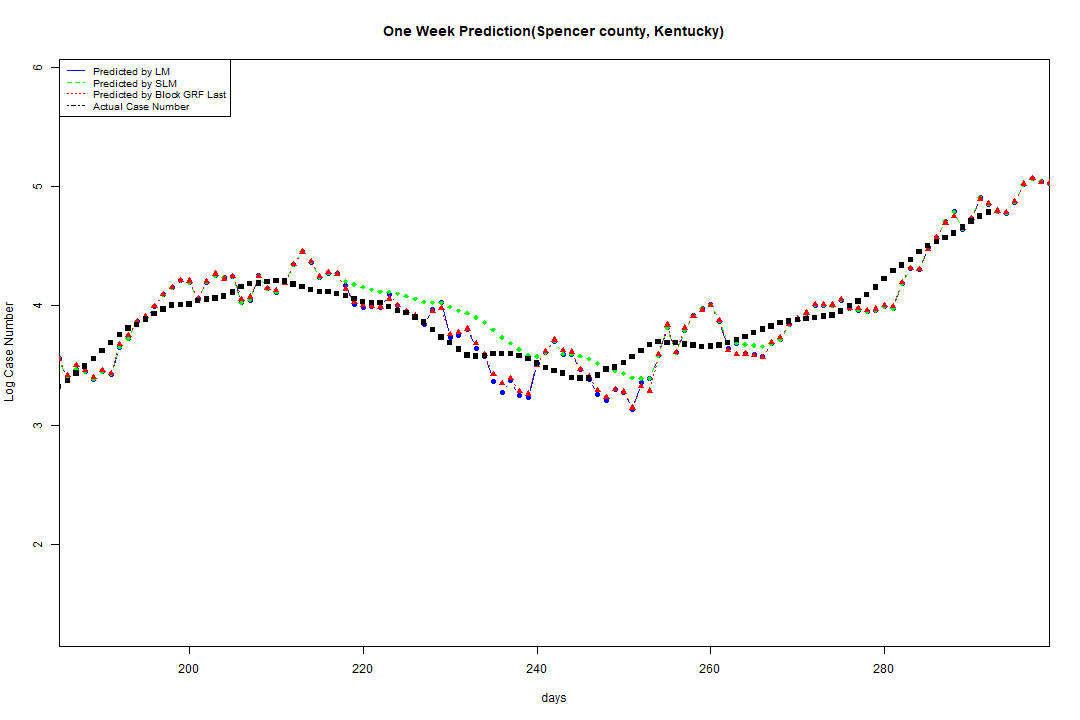 One Week Prediction(Spencer county, Kentucky)
Predicted by LM
Predicted by SLM
Predicted by Block GRF Last
Actual Case Number
6
5
4
3
2
Log Case Number
200 220 240 260 280
days